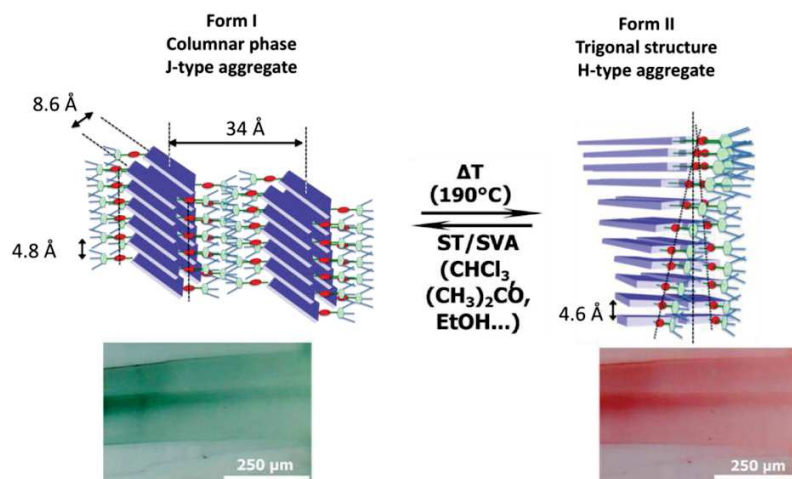 Form I
Columnar phase
J-type aggregate
8.6 Å
34 Å
4.8 Å
250 µm
ΔT
(190°C)
ST/SVA
(CHCl3,
(CH3)2CO,
EtOH...)
Form II
Trigonal structure
H-type aggregate
4.6 Å
250 µm